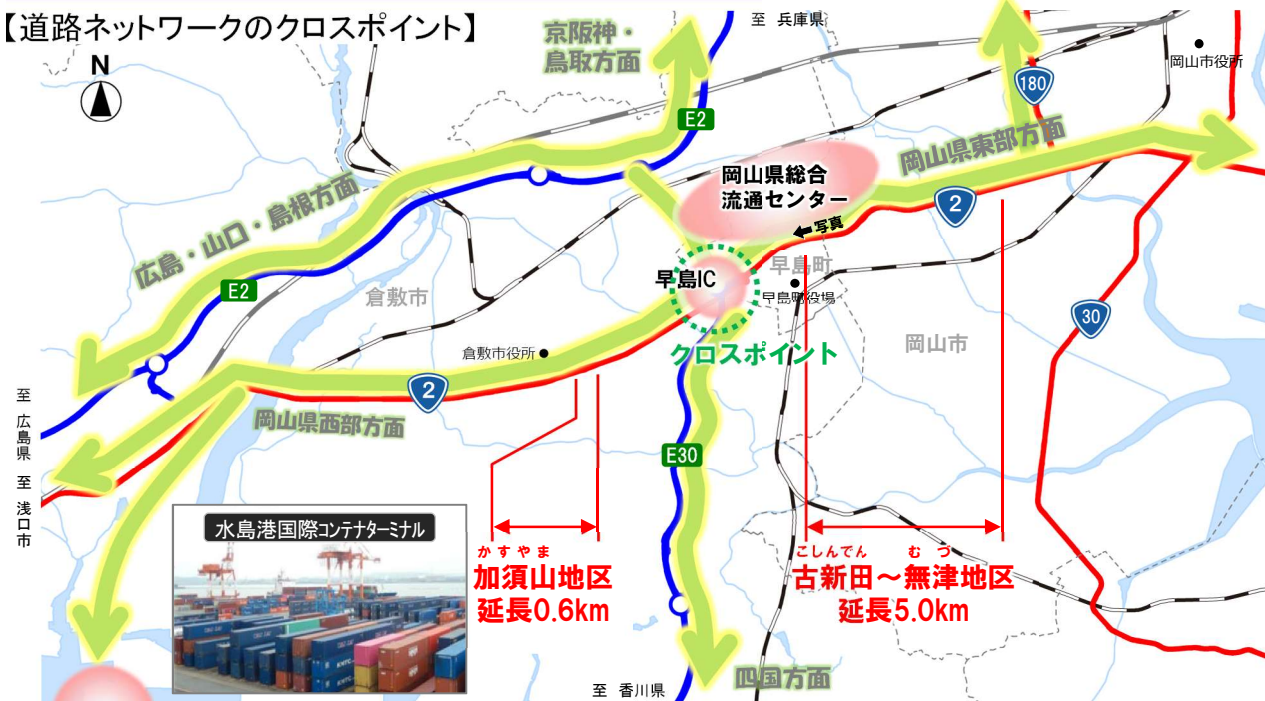 【道路ネットワークのクロスポイント】
N
至 兵庫県
京阪神・
鳥取方面
岡山市役所
180
E2
岡山県東部方面
岡山県総合
流通センター
2
写真
広島・山口・島根方面
E2
倉敷市
早島IC
早島町
早島町役場
30
岡山市
クロスポイント
倉敷市役所
2
岡山県西部方面
至 広島県
至 浅口市
E30
水島港国際コンテナターミナル
かすやま
加須山地区
延長0.6km
こしんでん むづ
古新田～無津地区
延長5.0km
四国方面
至 香川県